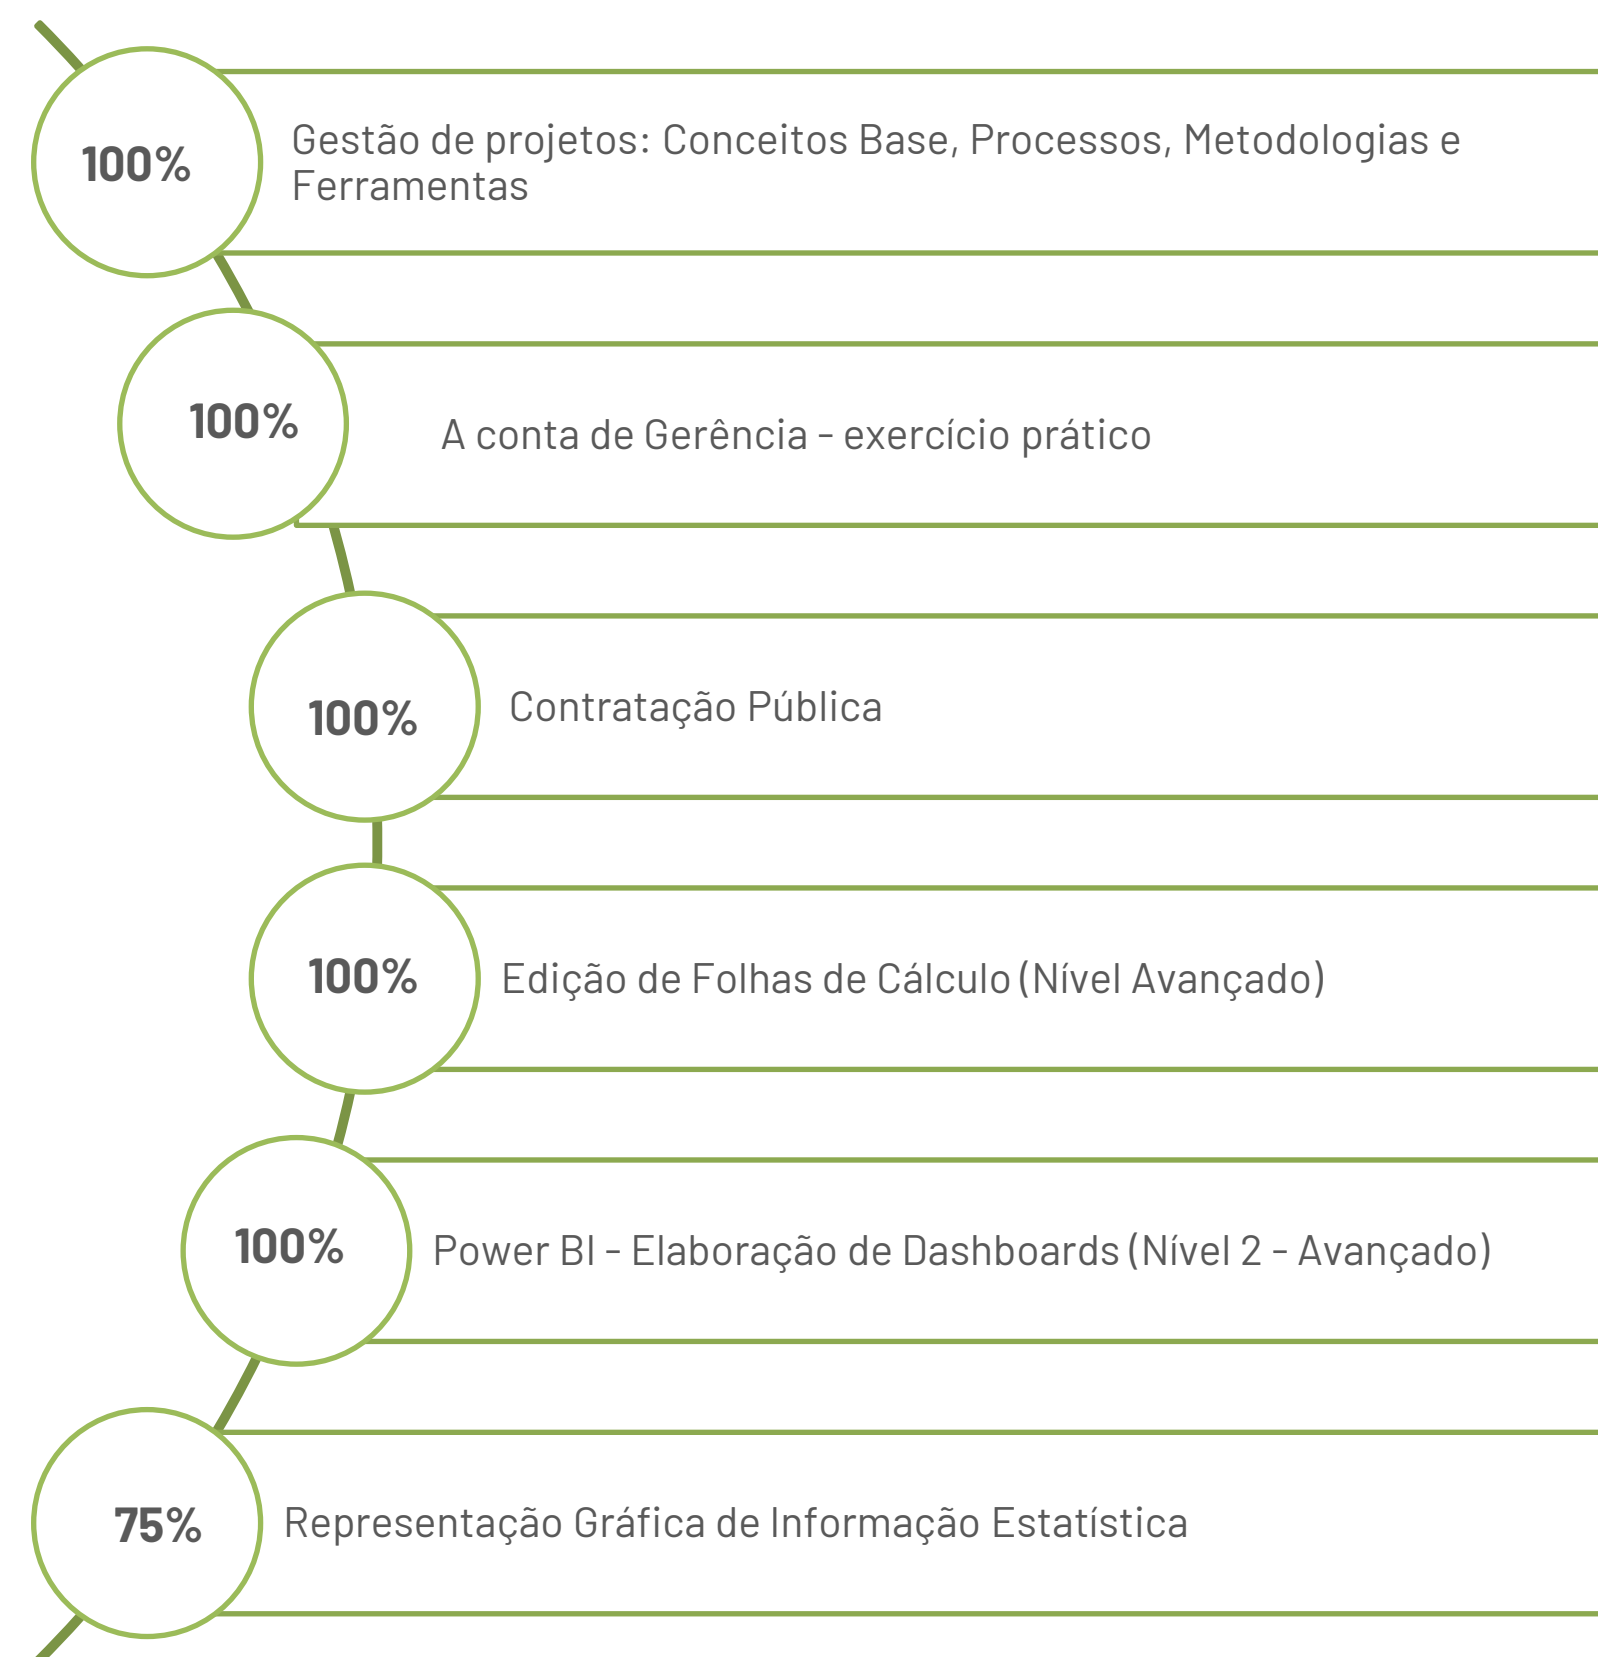 100%
Gestão de projetos: Conceitos Base, Processos, Metodologias e
Ferramentas
100%
A conta de Gerência - exercício prático
100%
Contratação Pública
100%
Edição de Folhas de Cálculo (Nível Avançado)
100%
Power BI - Elaboração de Dashboards (Nível 2 - Avançado)
75%
Representação Gráfica de Informação Estatística